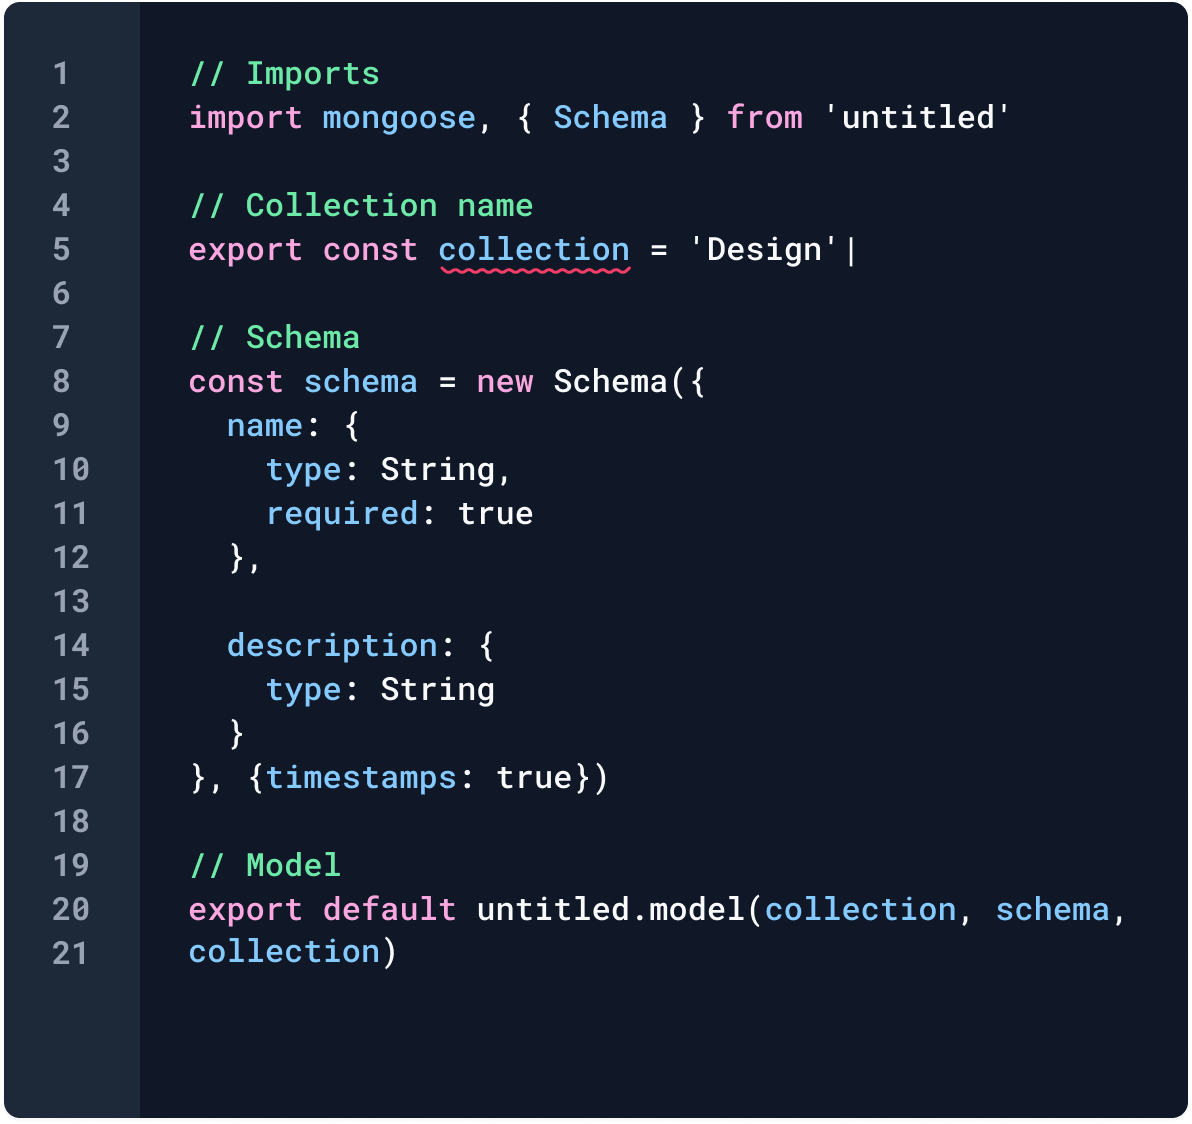 1 // Imports
2 import mongoose, { Schema } from 'untitled'
3
4 // Collection name
5 export const collection = 'Design'|
6
7 // Schema
8 const schema = new Schema({
9   name: {
10     type: String,
11     required: true
12   },
13
14   description: {
15     type: String
16   }
17 }, {timestamps: true})
18
19 // Model
20 export default untitled.model(collection, schema,
21 collection)